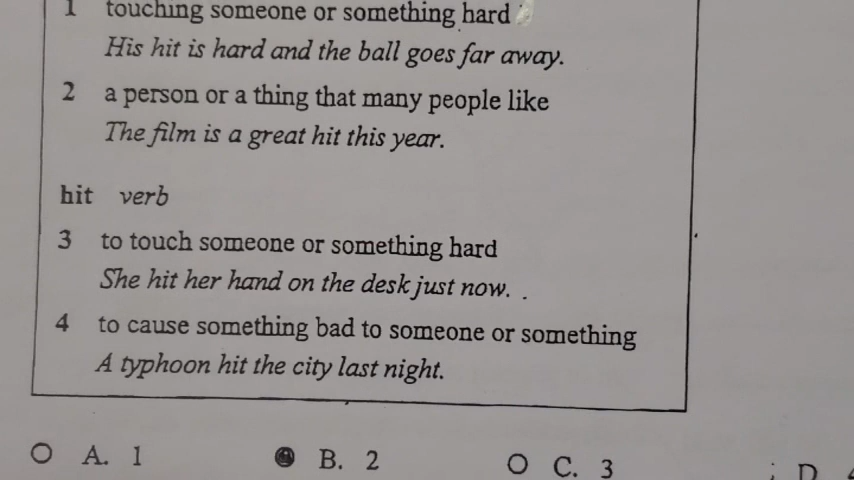 1 touching someone or something hard
His hit is hard and the ball goes far away.
2 a person or a thing that many people like
The film is a great hit this year.
hit verb
3 to touch someone or something hard
She hit her hand on the desk just now. .
4 to cause something bad to someone or something
A typhoon hit the city last night.
A. 1 B. 2 C. 3 D.